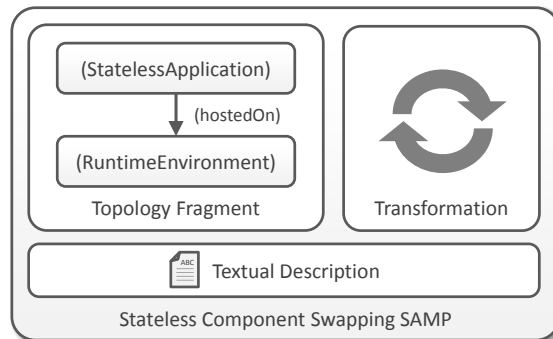 (StatelessApplication)
(hostedOn)
(RuntimeEnvironment)
Topology Fragment
Transformation
ABC
Textual Description
Stateless Component Swapping SAMP